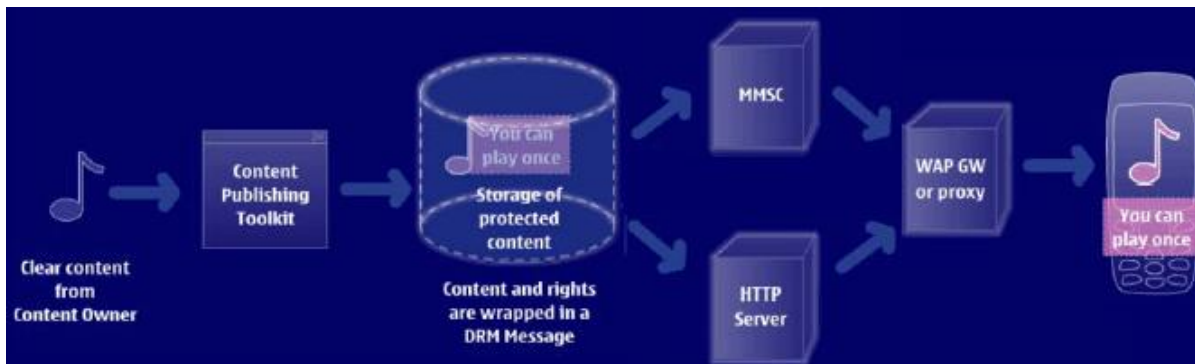 Clear content
from
Content Owner
Content
Publishing
Toolkit
You can
play once
Storage of
protected
content
Content and rights
are wrapped in a
DRM Message
MMSC
HTTP
Server
WAP GW
or proxy
You can
play once